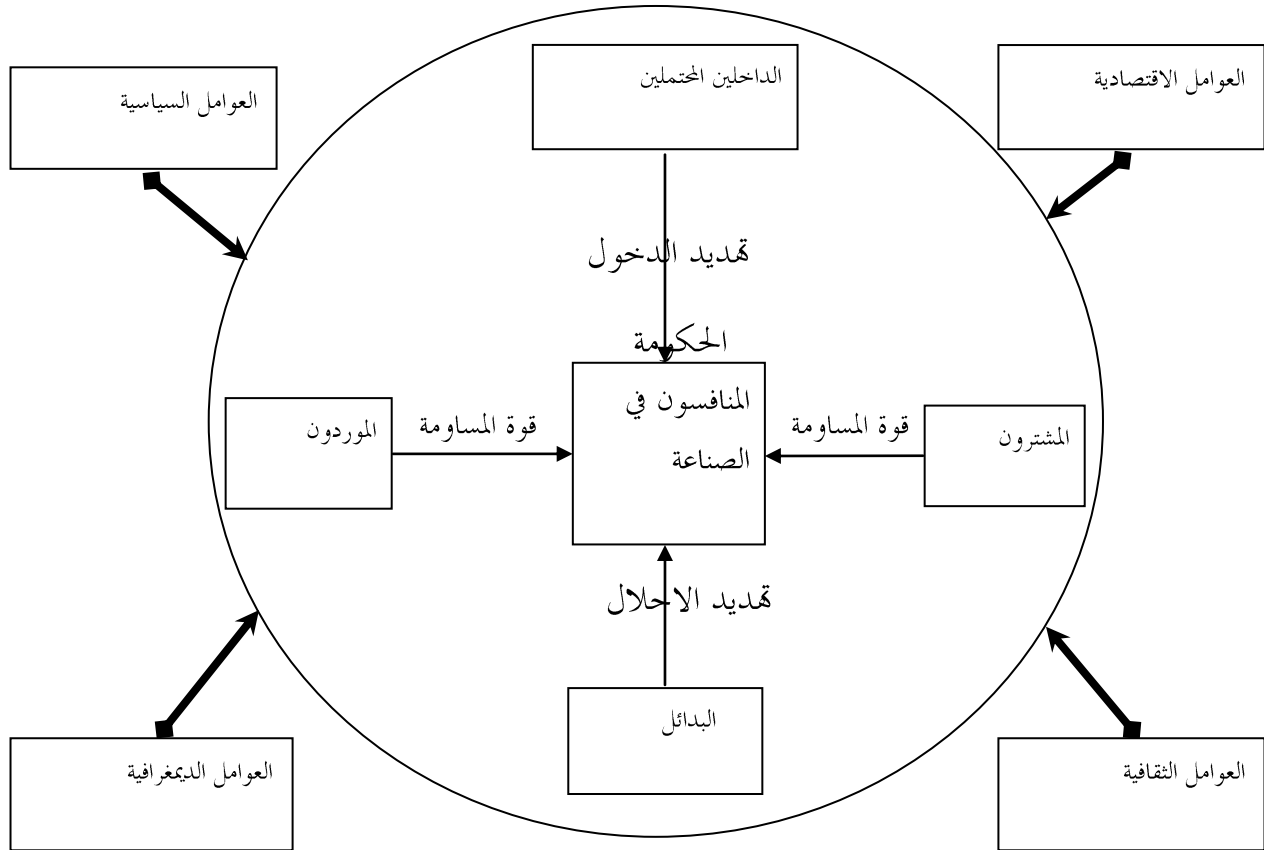 الداخلين المحتملين
العوامل الاقتصادية
العوامل السياسية
تهديد الدخول
الحكومة
المنافسون في
الصناعة
المشترون
قوة المساومة
قوة المساومة
الموردون
تهديد الاحلال
البدائل
العوامل الثقافية
العوامل الديمغرافية